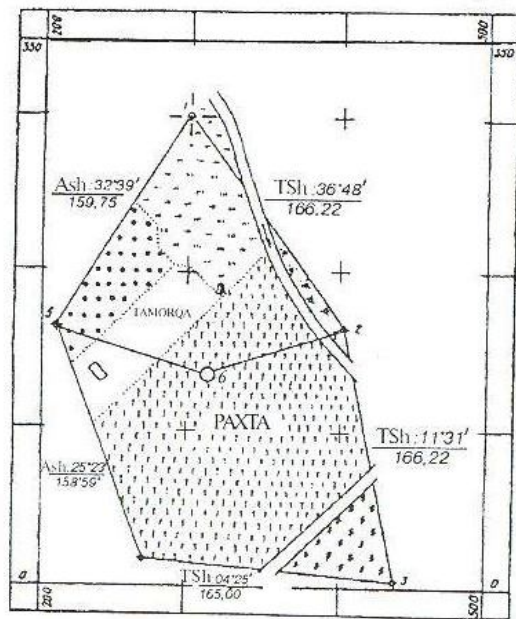 200 500
350 350
1
Ash:32°39'
159,75
TSh:36°48'
166.22
TAMORQA
5
2
6
PAXTA
TSh:11°31'
166,22
Ash:25°23'
158°59'
TSh 04°25'
165,00
3
0 0
200 500